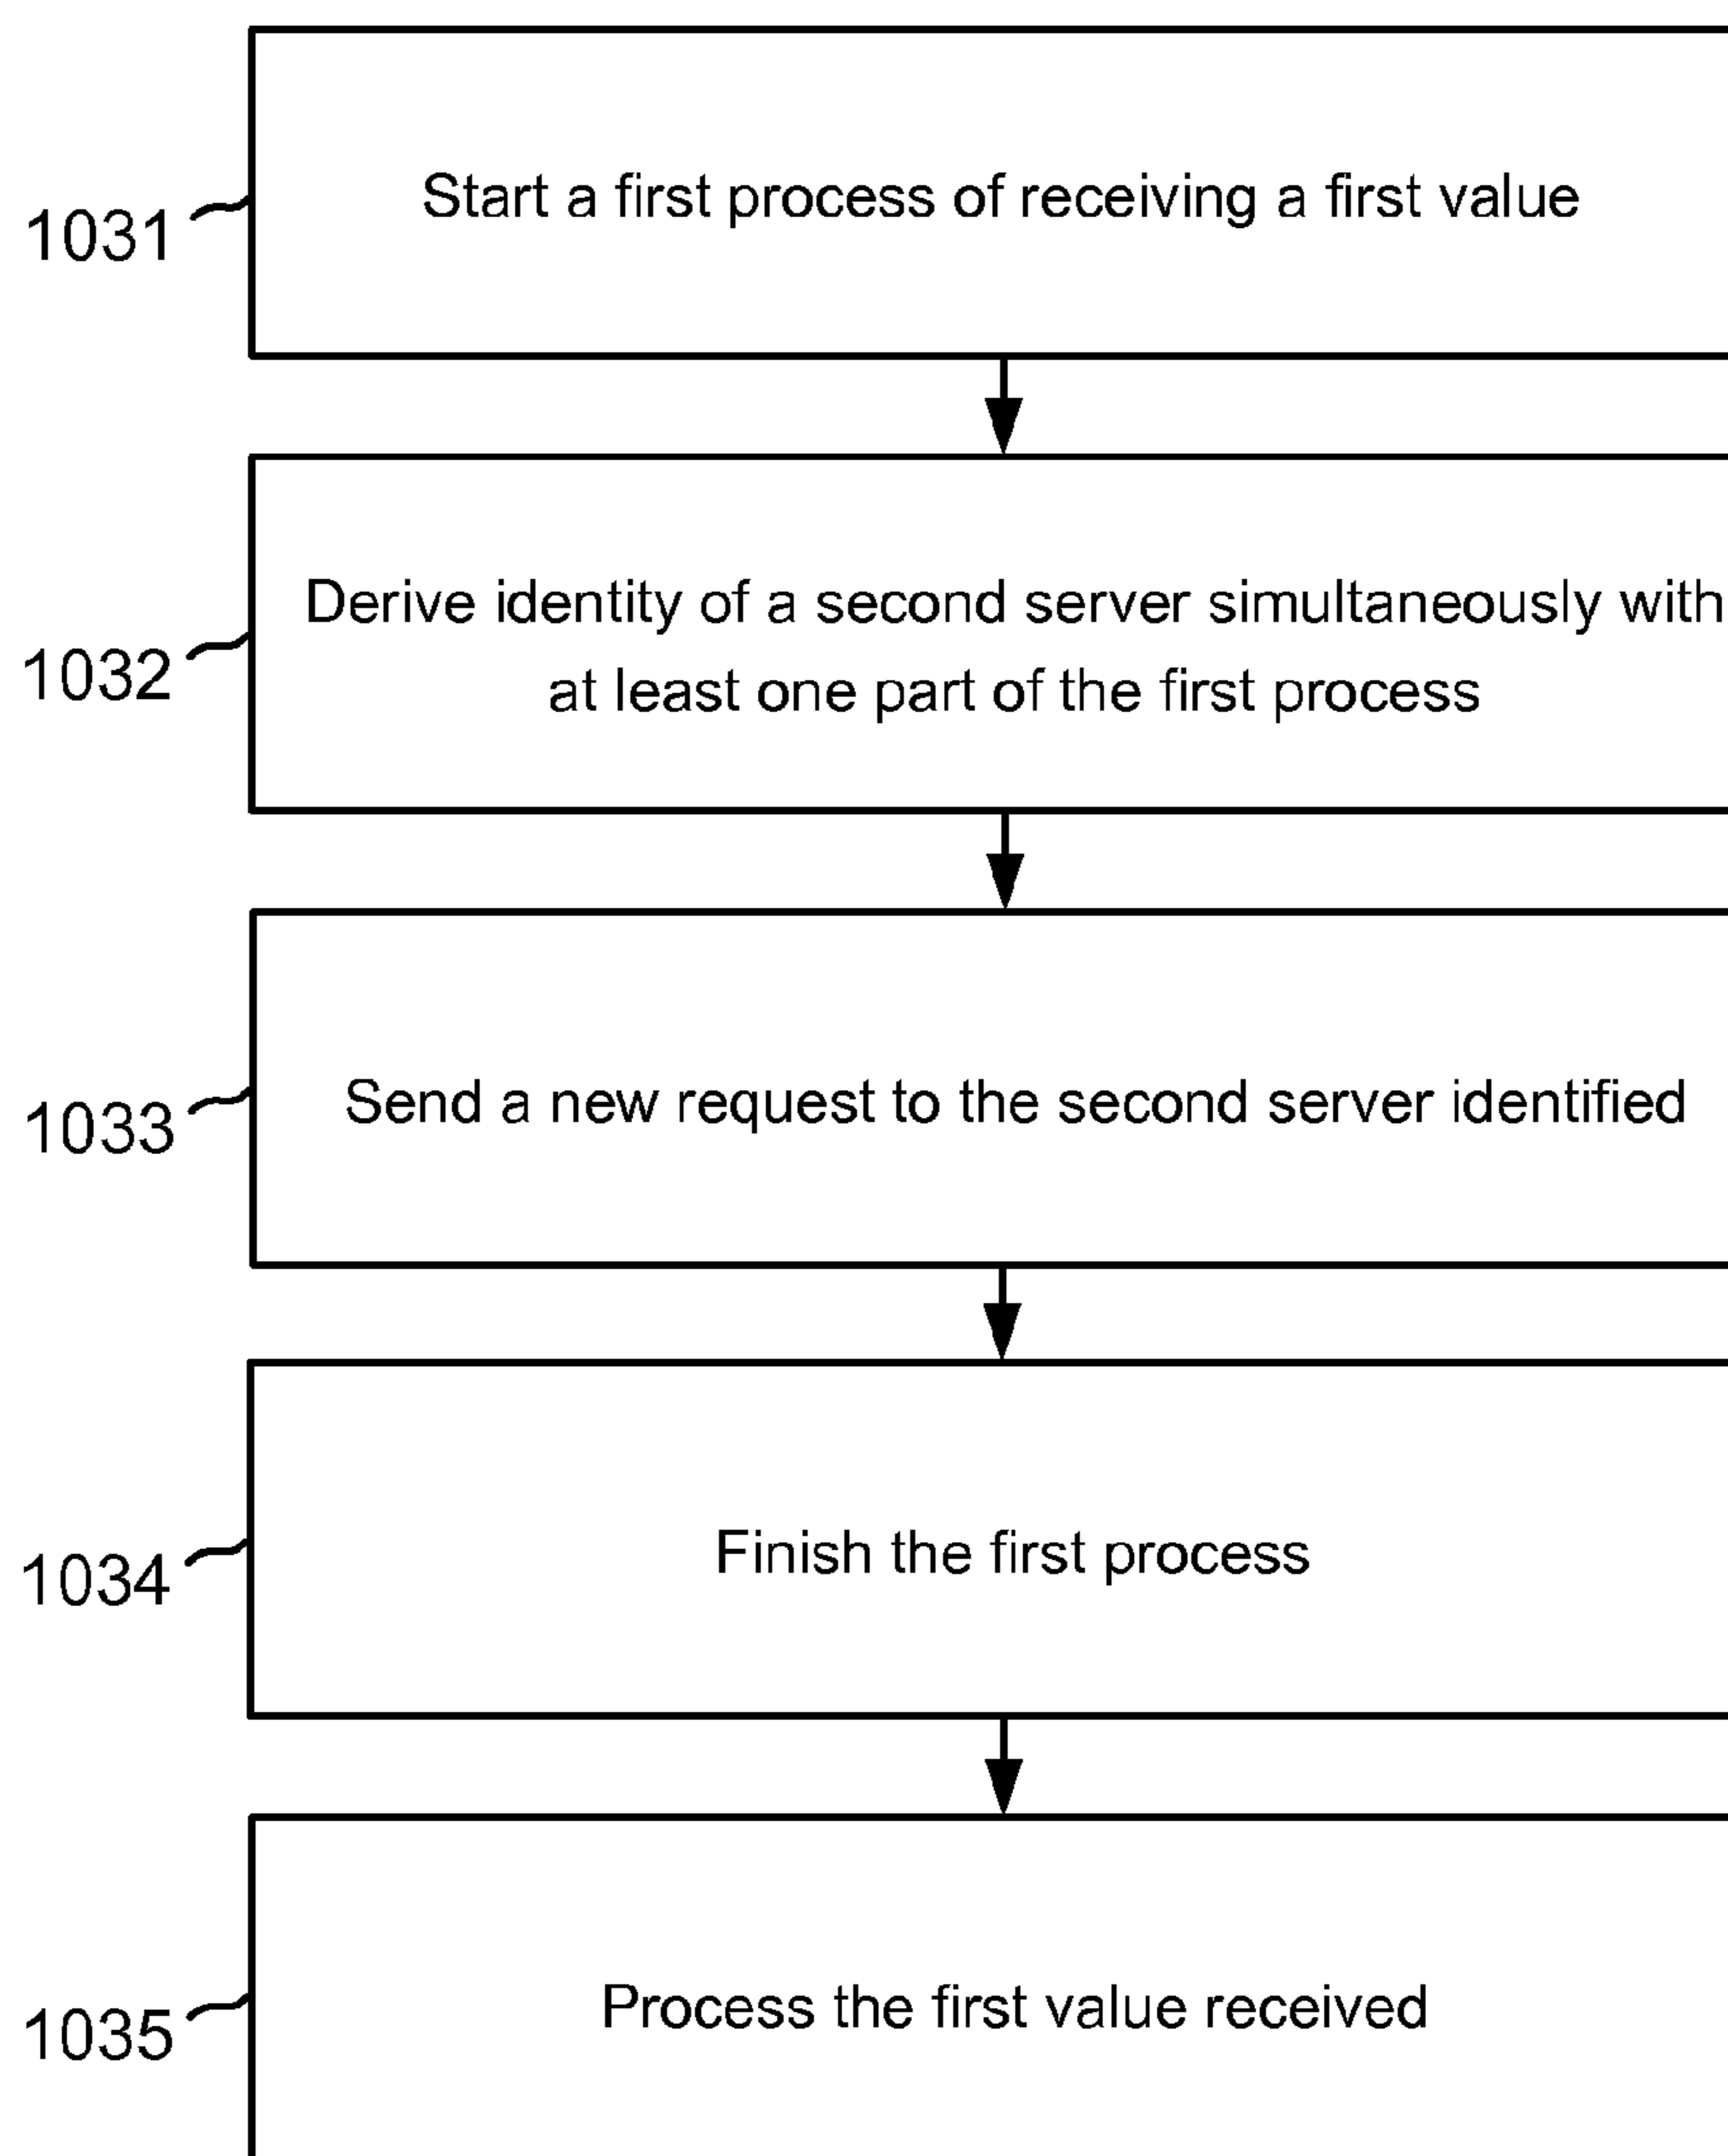 1031
Start a first process of receiving a first value
1032
Derive identity of a second server simultaneously with
at least one part of the first process
1033
Send a new request to the second server identified
1034
Finish the first process
1035
Process the first value received